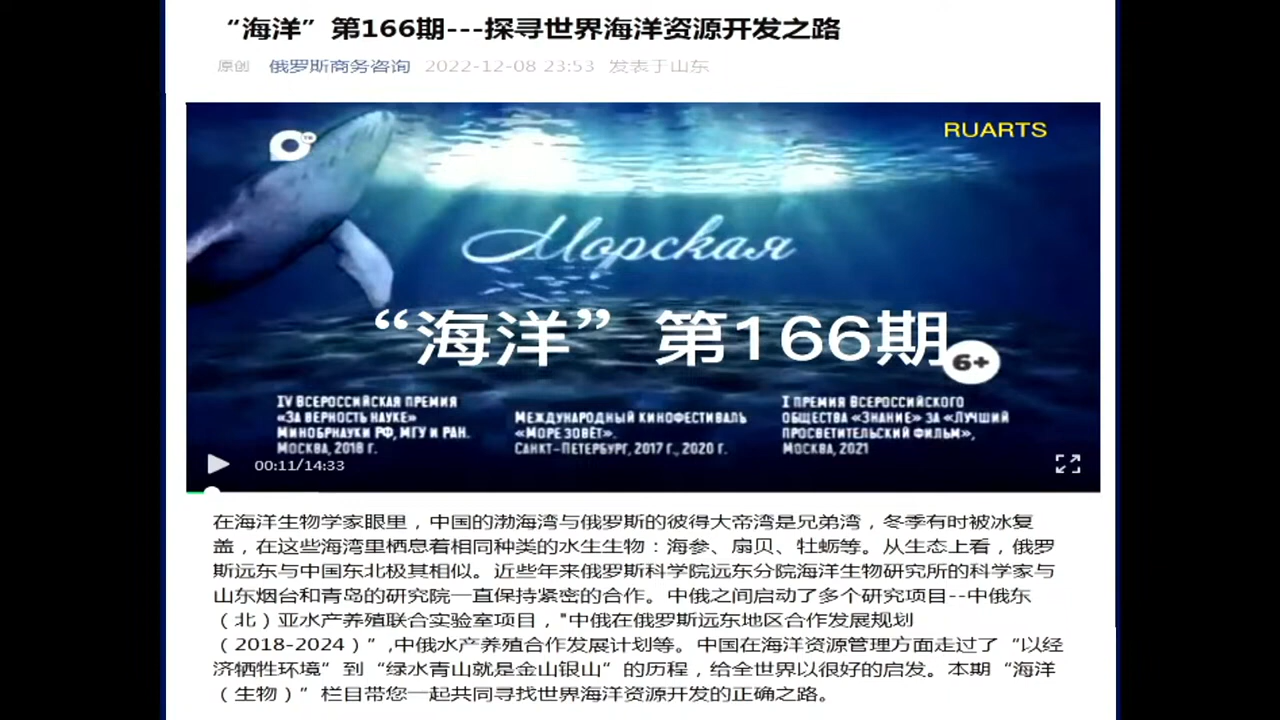 “海洋”第166期---探寻世界海洋资源开发之路
原创 俄罗斯商务咨询 2022-12-08 23:53 发表于山东
RUARTS
Морская
“海洋”第166期
6+
IV ВСЕРОССИЙСКАЯ ПРЕМИЯ
«ЗА ВЕРНОСТЬ НАУКЕ»
МИНОБРНАУКИ РФ, МГУ И РАН.
МОСКВА, 2018 Г.
МЕЖДУНАРОДНЫЙ КИНОФЕСТИВАЛЬ
«МОРЕ ЗОВЁТ».
САНКТ-ПЕТЕРБУРГ, 2017 Г., 2020 Г.
I ПРЕМИЯ ВСЕРОССИЙСКОГО
ОБЩЕСТВА «ЗНАНИЕ» ЗА «ЛУЧШИЙ
ПРОСВЕТИТЕЛЬСКИЙ ФИЛЬМ»,
МОСКВА, 2021
00:11/14:33
在海洋生物学家眼里，中国的渤海湾与俄罗斯的彼得大帝湾是兄弟湾，冬季有时被冰复
盖，在这些海湾里栖息着相同种类的水生生物：海参、扇贝、牡蛎等。从生态上看，俄罗
斯远东与中国东北极其相似。近些年来俄罗斯科学院远东分院海洋生物研究所的科学家与
山东烟台和青岛的研究院一直保持紧密的合作。中俄之间启动了多个研究项目--中俄东
（北）亚水产养殖联合实验室项目，"中俄在俄罗斯远东地区合作发展规划
（2018-2024）”,中俄水产养殖合作发展计划等。中国在海洋资源管理方面走过了“以经
济牺牲环境”到“绿水青山就是金山银山”的历程，给全世界以很好的启发。本期“海洋
（生物）”栏目带您一起共同寻找世界海洋资源开发的正确之路。